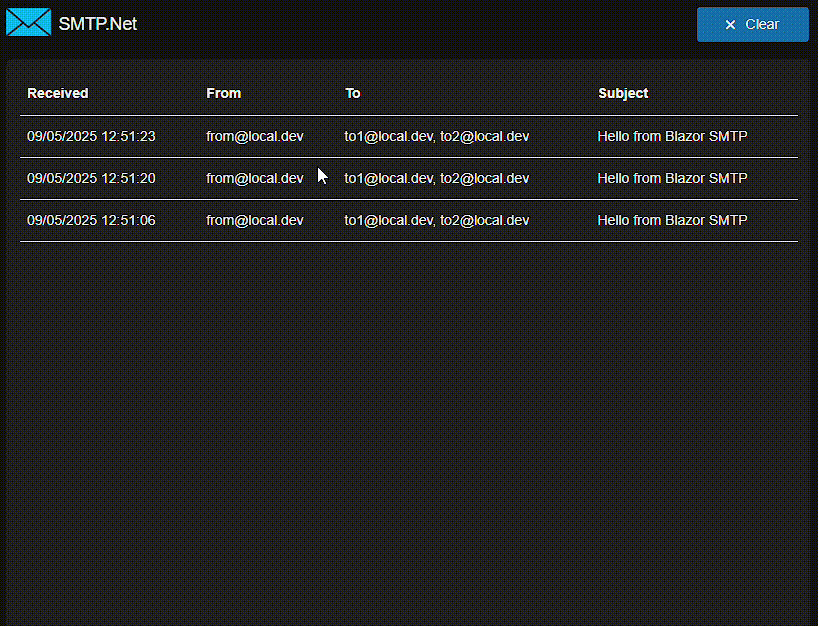 SMTP.Net
× Clear
Received From To Subject
09/05/2025 12:51:23 from@local.dev to1@local.dev, to2@local.dev Hello from Blazor SMTP
09/05/2025 12:51:20 from@local.dev to1@local.dev, to2@local.dev Hello from Blazor SMTP
09/05/2025 12:51:06 from@local.dev to1@local.dev, to2@local.dev Hello from Blazor SMTP